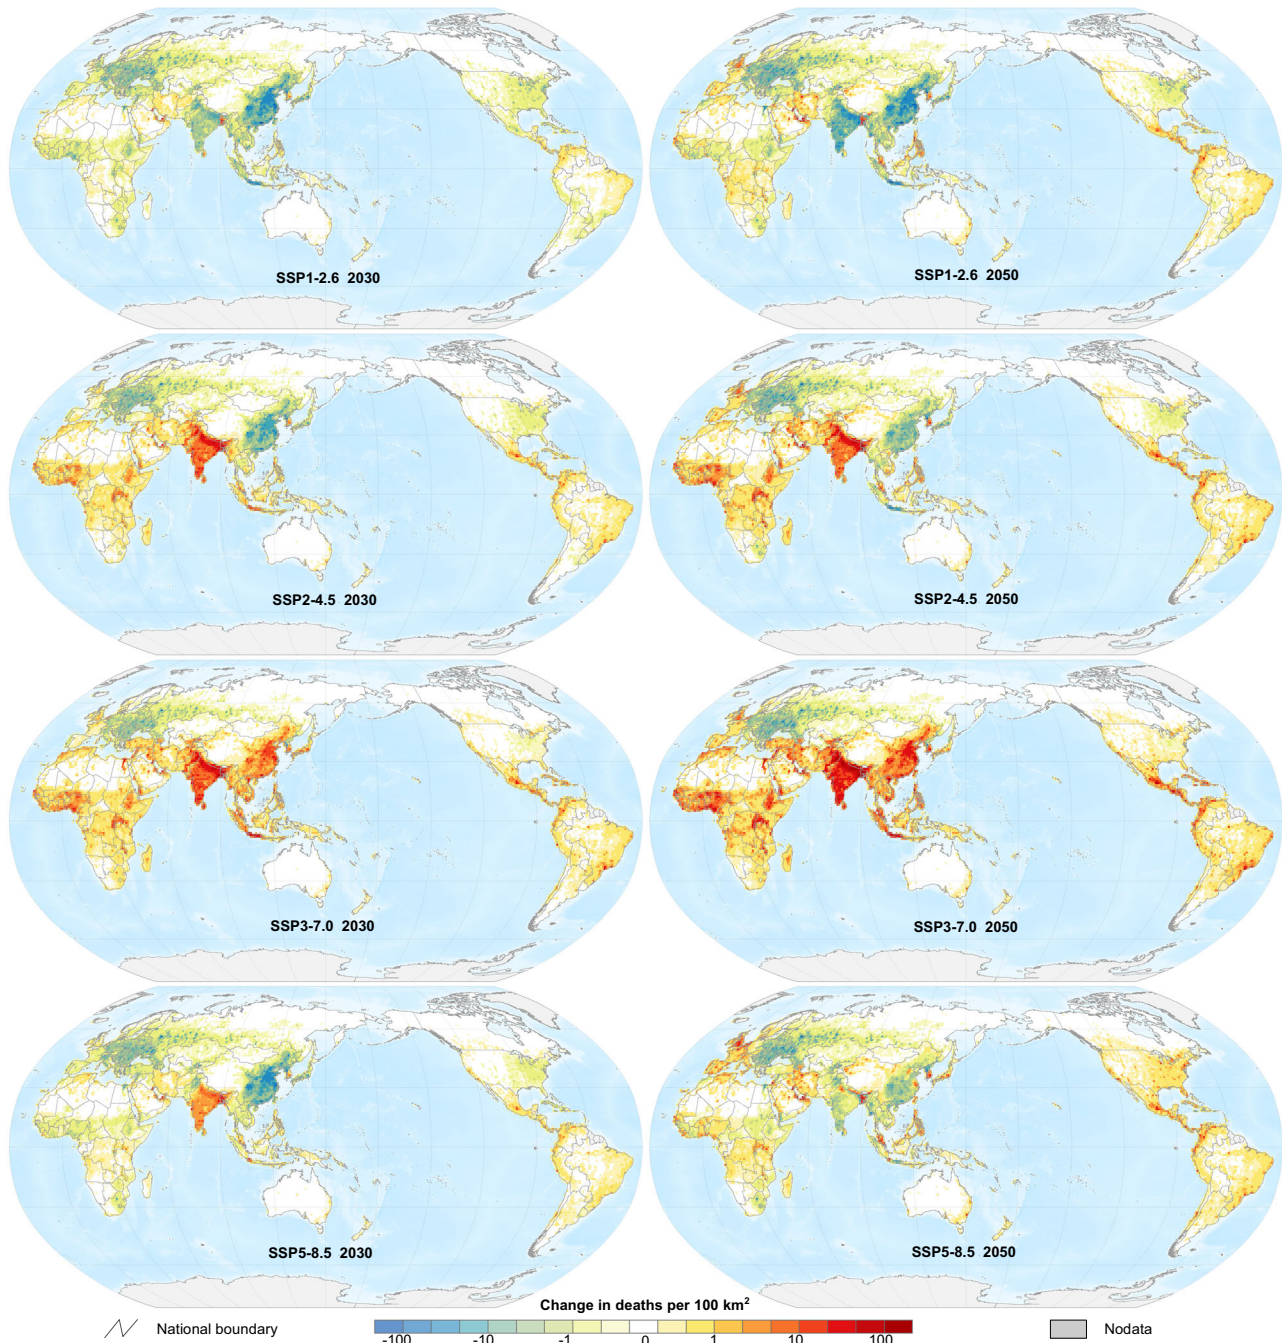 SSP1-2.6 2030
SSP1-2.6 2050
SSP2-4.5 2030
SSP2-4.5 2050
SSP3-7.0 2030
SSP3-7.0 2050
SSP5-8.5 2030
SSP5-8.5 2050
Change in deaths per 100 km²
National boundary
-100 -10 -1 0 1 10 100
Nodata